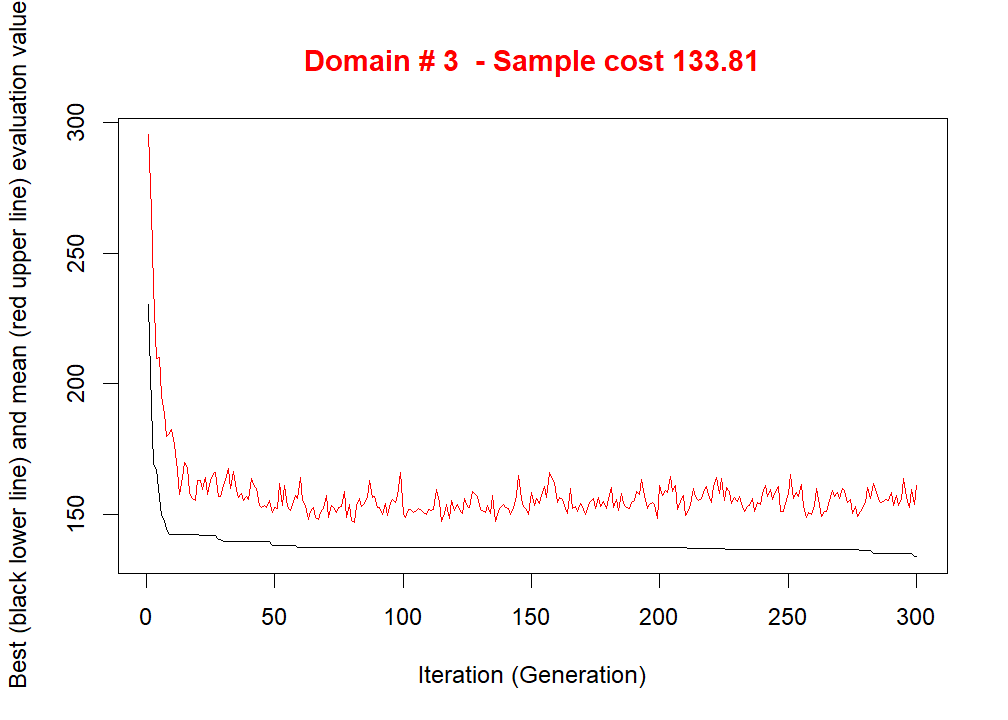 Domain # 3  - Sample cost 133.81
Best (black lower line) and mean (red upper line) evaluation value
300
250
200
150
0 50 100 150 200 250 300
Iteration (Generation)